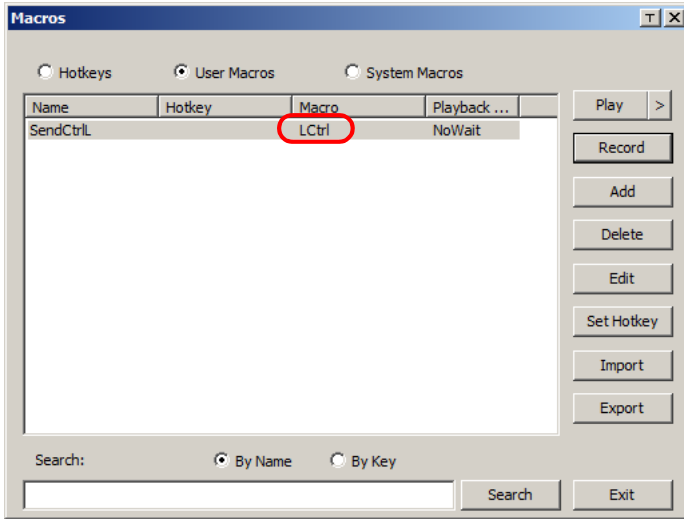 Macros T X
Hotkeys User Macros System Macros
Name Hotkey Macro Playback ... Play >
SendCtrlL LCtrl NoWait
Record
Add
Delete
Edit
Set Hotkey
Import
Export
Search: By Name By Key
Search Exit